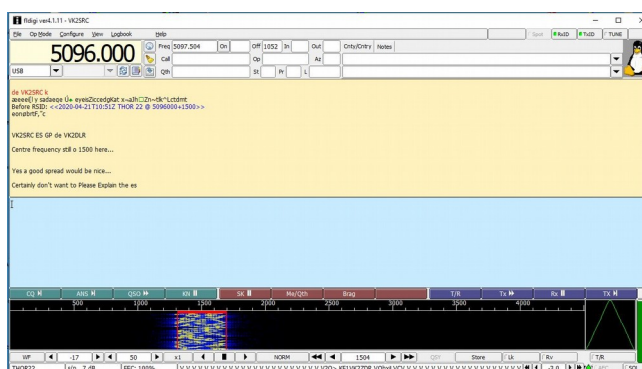 fldigi ver4.1.11 - VK2SRC
File Op Mode Configure View Logbook Help
Spot RxID TxID TUNE
5096.000
Freq 5097.504 On Off 1052 In Out Cnty/Cntry Notes
Call Op Az
USB Qth St Pr L
de VK2SRC k
Before RSID: <<2020-04-21T10:51Z THOR 22 @ 5096000+1500>>
VK2SRC ES GP de VK2DLR
Centre frequency still o 1500 here...
Yes a good spread would be nice...
Certainly don't want to Please Explain the es
CQ ANS QSO KN SK Me/Qth Brag T/R Tx Rx TX
500 1000 1500 2000 2500 3000 3500 4000
WF -17 50 x1 NORM 1504 QSY Store Lk Rv T/R
THOR22 s/n 7 dB FEC: 100% -3.0